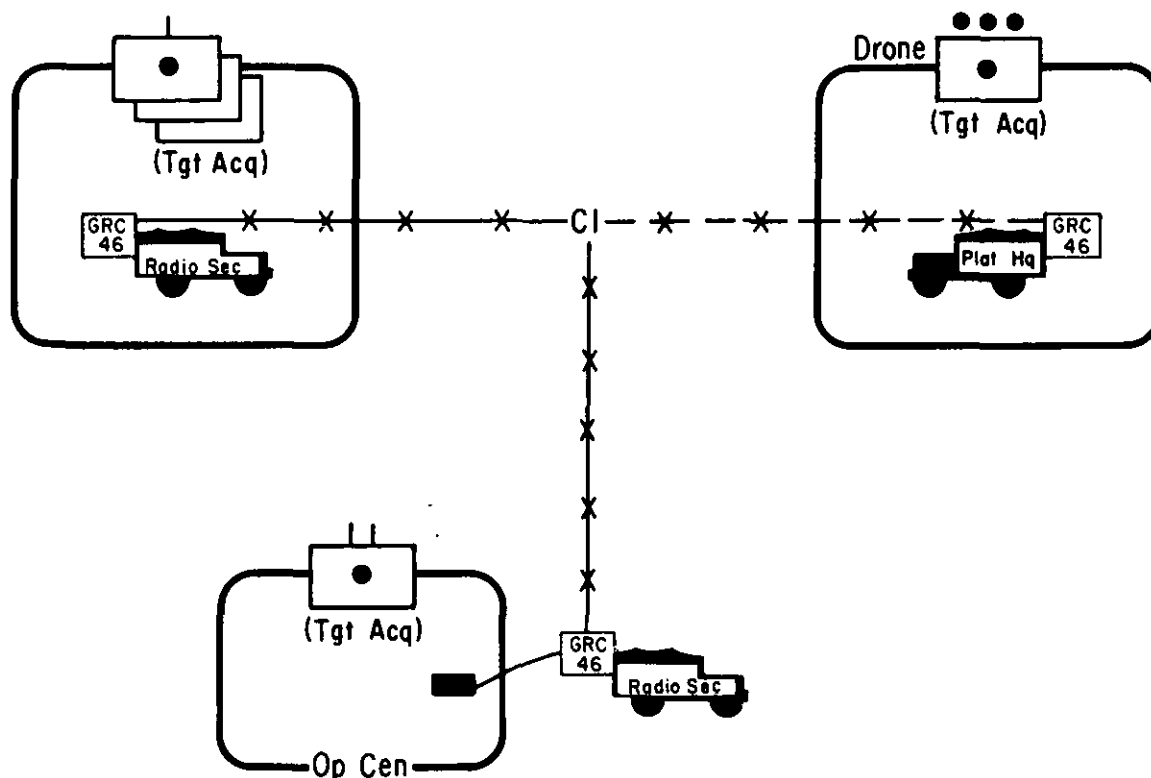 Drone
(Tgt Acq)
(Tgt Acq)
GRC
46
Radio Sec
CI
GRC
46
Plat Hq
(Tgt Acq)
GRC
46
Radio Sec
Op Cen